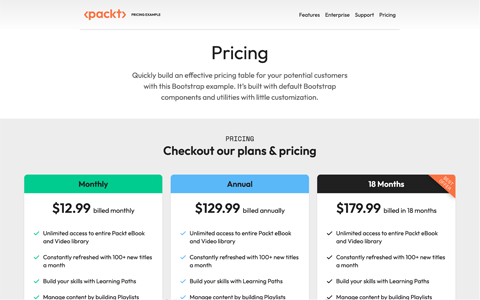 <packt> PRICING EXAMPLE Features Enterprise Support Pricing
Pricing
Quickly build an effective pricing table for your potential customers
with this Bootstrap example. It's built with default Bootstrap
components and utilities with little customization.
PRICING
Checkout our plans & pricing
Monthly
$12.99 billed monthly
Unlimited access to entire Packt eBook
and Video library
Constantly refreshed with 100+ new titles
a month
Build your skills with Learning Paths
Manage content by building Playlists
Annual
$129.99 billed annually
Unlimited access to entire Packt eBook
and Video library
Constantly refreshed with 100+ new titles
a month
Build your skills with Learning Paths
Manage content by building Playlists
18 Months
$179.99 billed in 18 months
Unlimited access to entire Packt eBook
and Video library
Constantly refreshed with 100+ new titles
a month
Build your skills with Learning Paths
Manage content by building Playlists